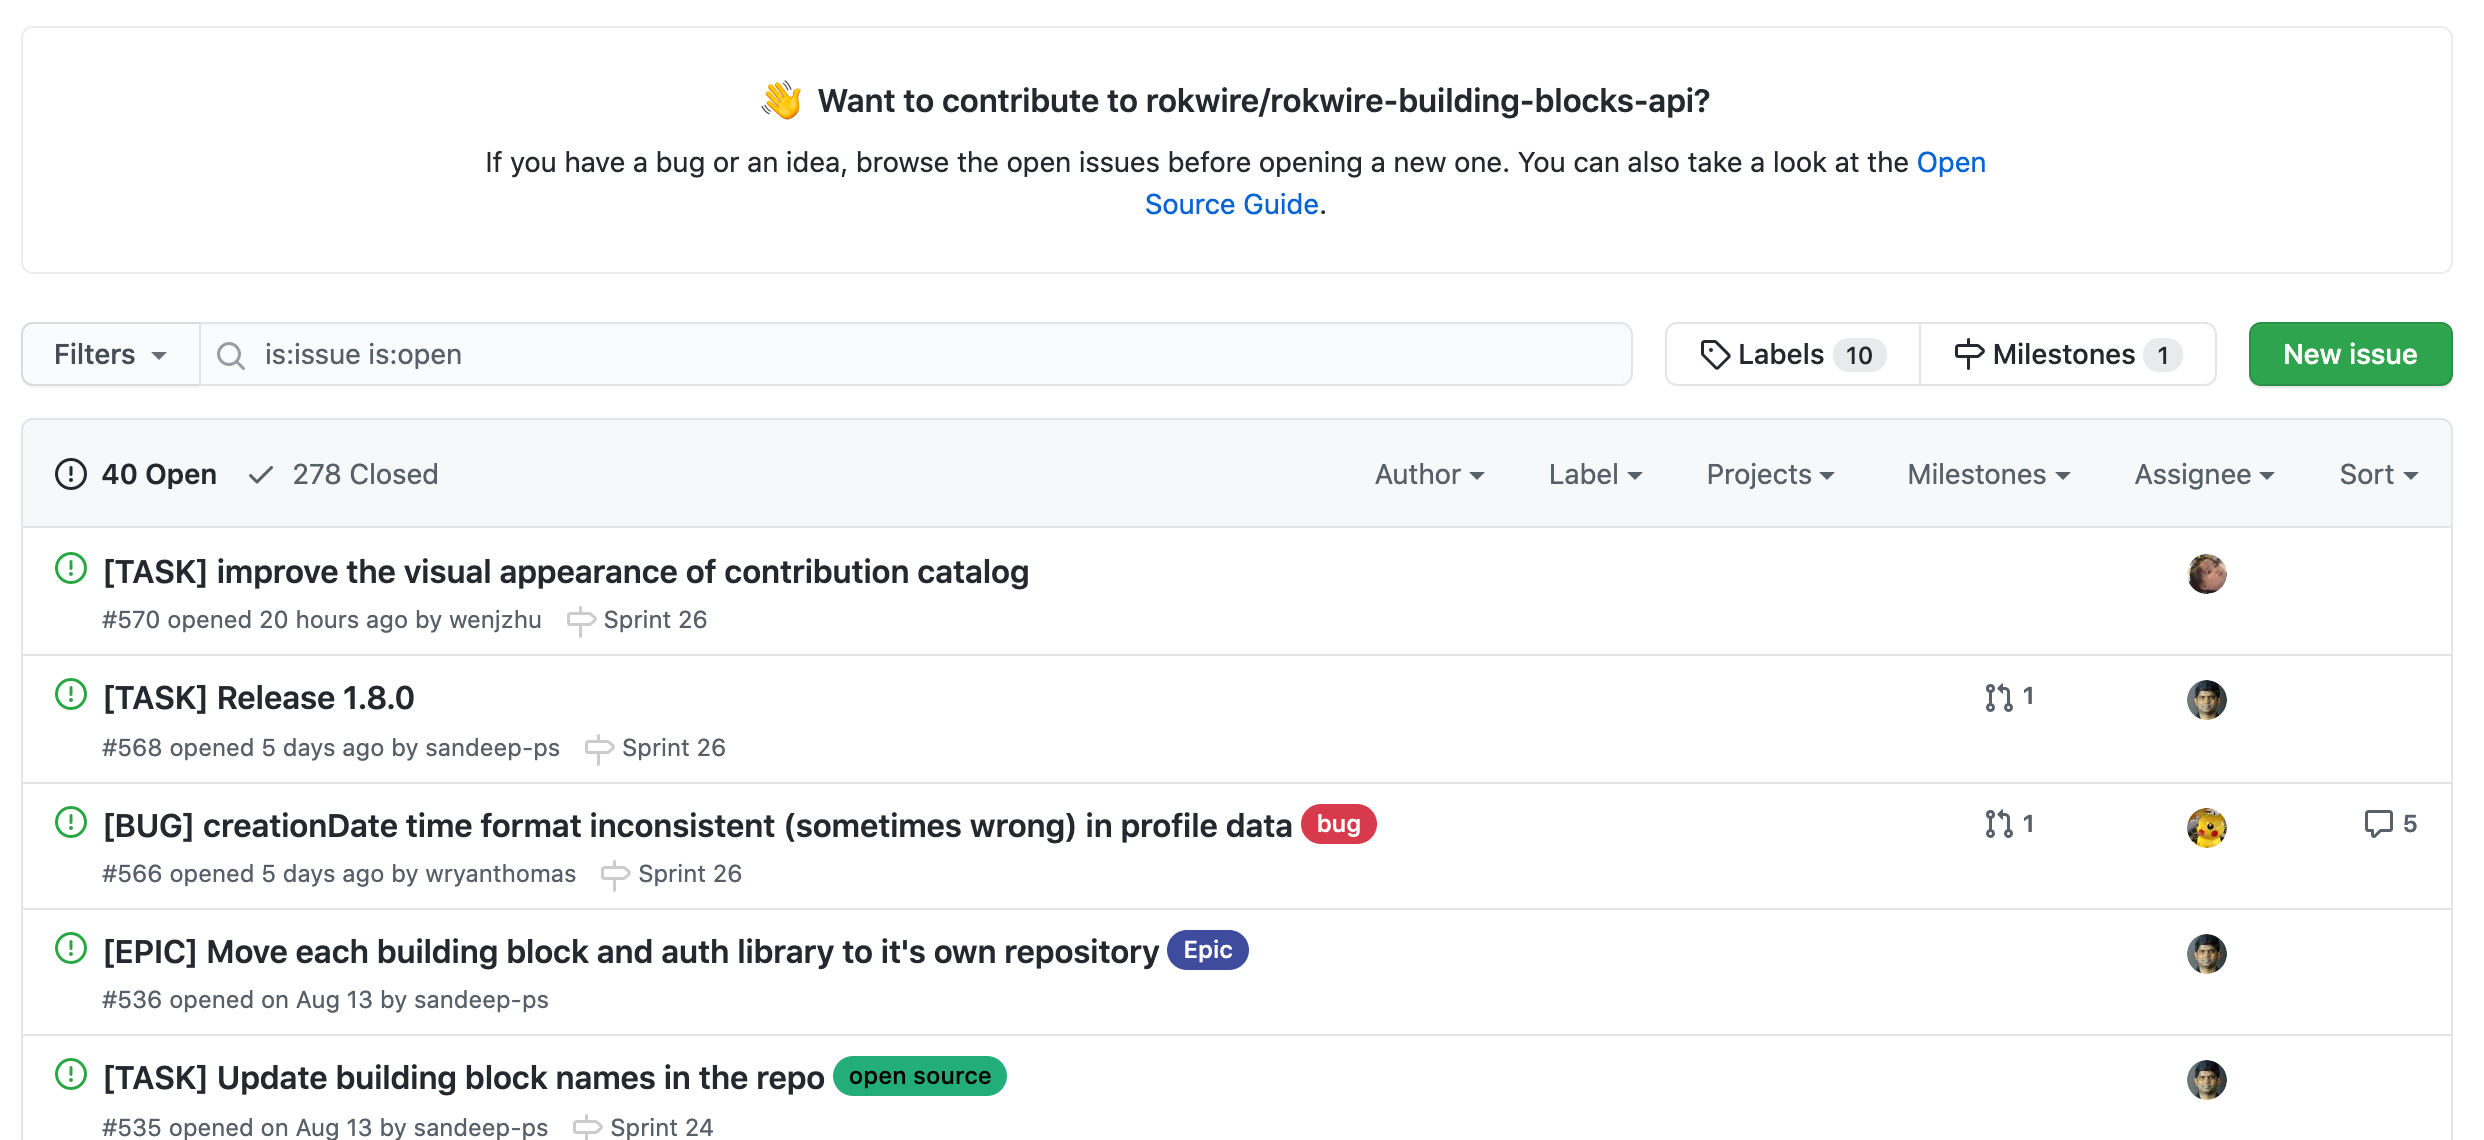 👋 Want to contribute to rokwire/rokwire-building-blocks-api?
If you have a bug or an idea, browse the open issues before opening a new one. You can also take a look at the Open
Source Guide.
Filters is:issue is:open Labels 10 Milestones 1 New issue
40 Open 278 Closed Author Label Projects Milestones Assignee Sort
[TASK] improve the visual appearance of contribution catalog
#570 opened 20 hours ago by wenjzhu Sprint 26
[TASK] Release 1.8.0 1
#568 opened 5 days ago by sandeep-ps Sprint 26
[BUG] creationDate time format inconsistent (sometimes wrong) in profile data bug 1 5
#566 opened 5 days ago by wryanthomas Sprint 26
[EPIC] Move each building block and auth library to it's own repository Epic
#536 opened on Aug 13 by sandeep-ps
[TASK] Update building block names in the repo open source
#535 opened on Aug 13 by sandeep-ps Sprint 24